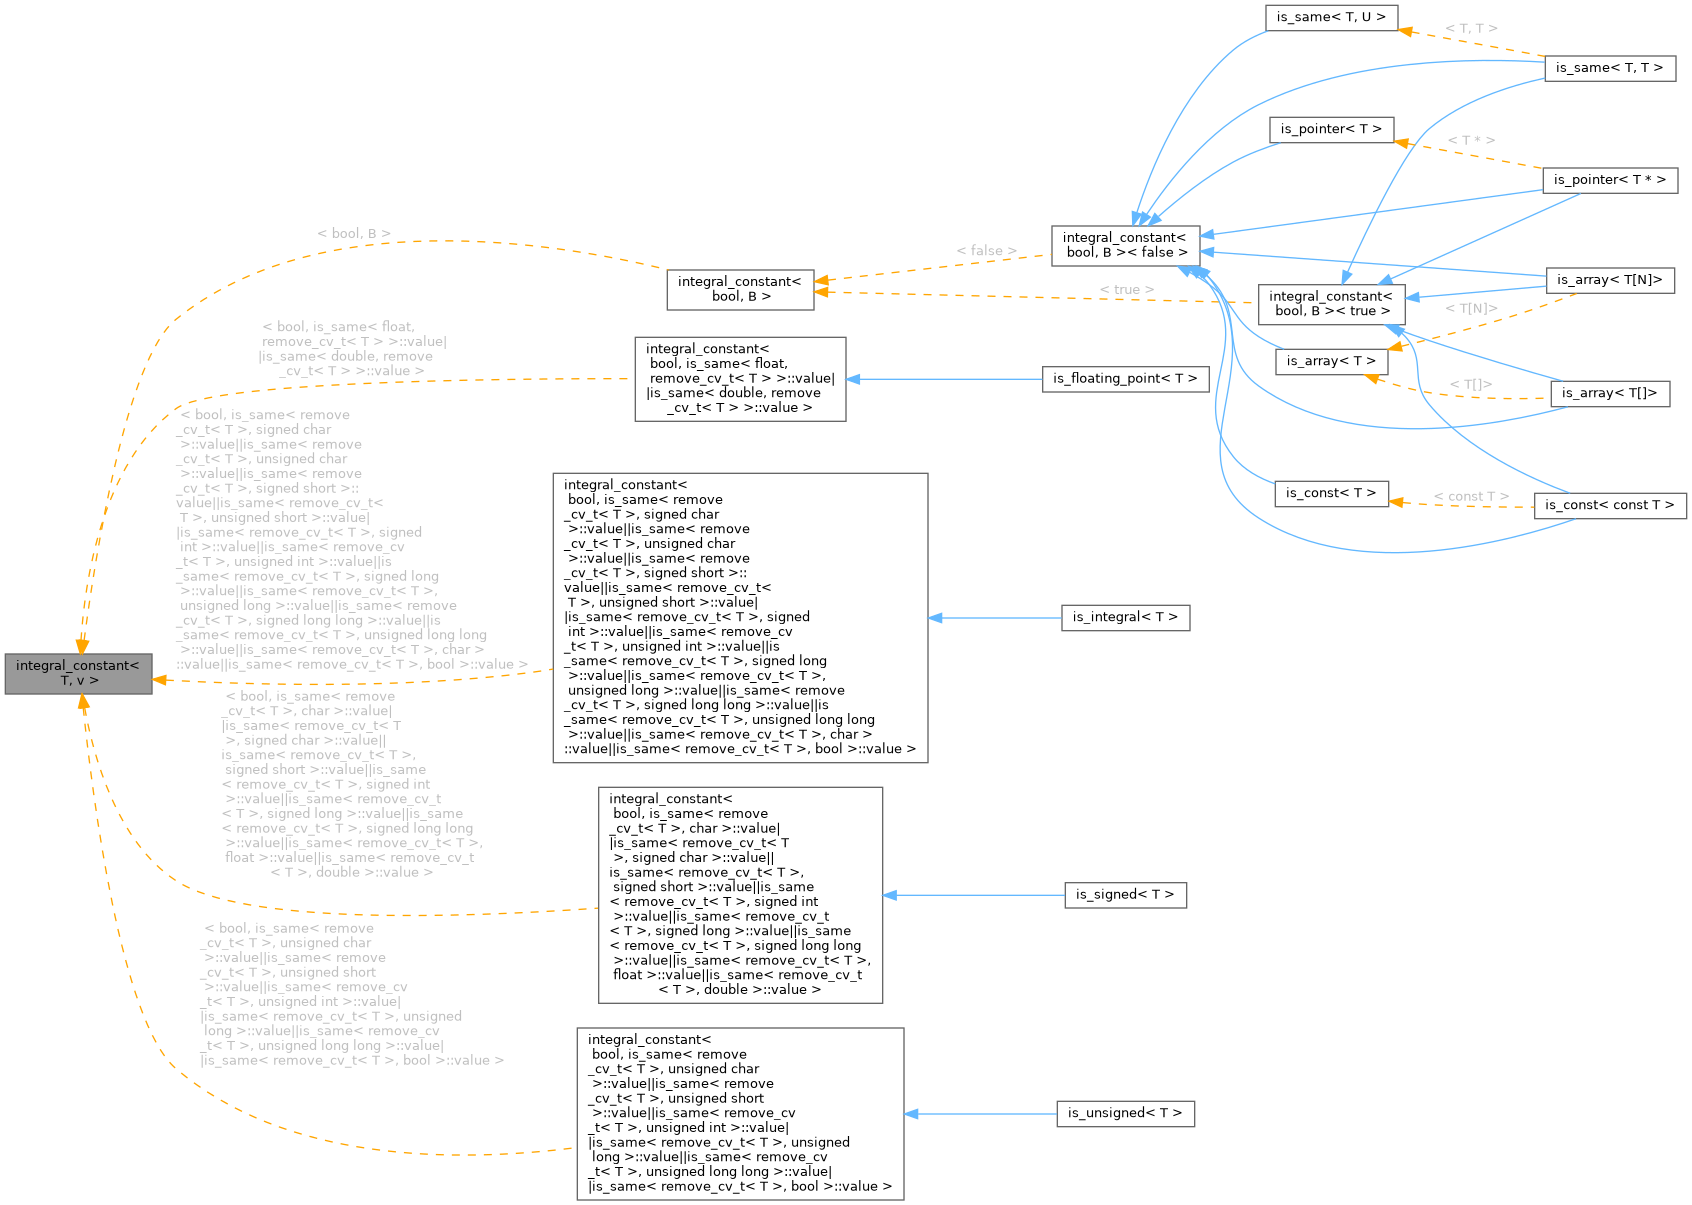 is_same< T, U >
< T, T >
is_same< T, T >
is_pointer< T >
< T * >
is_pointer< T * >
< bool, B >
integral_constant<
bool, B >< false >
< false >
integral_constant<
bool, B >
< true >
integral_constant<
bool, B >< true >
is_array< T[N]>
< T[N]>
is_array< T >
< T[]>
is_array< T[]>
< bool, is_same< float,
remove_cv_t< T > >::value|
|is_same< double, remove
_cv_t< T > >::value >
integral_constant<
bool, is_same< float,
remove_cv_t< T > >::value|
|is_same< double, remove
_cv_t< T > >::value >
is_floating_point< T >
is_const< T >
< const T >
is_const< const T >
< bool, is_same< remove
_cv_t< T >, signed char
>::value||is_same< remove
_cv_t< T >, unsigned char
>::value||is_same< remove
_cv_t< T >, signed short >::
value||is_same< remove_cv_t<
T >, unsigned short >::value|
|is_same< remove_cv_t< T >, signed
int >::value||is_same< remove_cv
_t< T >, unsigned int >::value||is
_same< remove_cv_t< T >, signed long
>::value||is_same< remove_cv_t< T >,
unsigned long >::value||is_same< remove
_cv_t< T >, signed long long >::value||is
_same< remove_cv_t< T >, unsigned long long
>::value||is_same< remove_cv_t< T >, char >
::value||is_same< remove_cv_t< T >, bool >::value >
integral_constant<
bool, is_same< remove
_cv_t< T >, signed char
>::value||is_same< remove
_cv_t< T >, unsigned char
>::value||is_same< remove
_cv_t< T >, signed short >::
value||is_same< remove_cv_t<
T >, unsigned short >::value|
|is_same< remove_cv_t< T >, signed
int >::value||is_same< remove_cv
_t< T >, unsigned int >::value||is
_same< remove_cv_t< T >, signed long
>::value||is_same< remove_cv_t< T >,
unsigned long >::value||is_same< remove
_cv_t< T >, signed long long >::value||is
_same< remove_cv_t< T >, unsigned long long
>::value||is_same< remove_cv_t< T >, char >
::value||is_same< remove_cv_t< T >, bool >::value >
is_integral< T >
integral_constant<
T, v >
< bool, is_same< remove
_cv_t< T >, char >::value|
|is_same< remove_cv_t< T
>, signed char >::value||
is_same< remove_cv_t< T >,
signed short >::value||is_same
< remove_cv_t< T >, signed int
>::value||is_same< remove_cv_t
< T >, signed long >::value||is_same
< remove_cv_t< T >, signed long long
>::value||is_same< remove_cv_t< T >,
float >::value||is_same< remove_cv_t
< T >, double >::value >
integral_constant<
bool, is_same< remove
_cv_t< T >, char >::value|
|is_same< remove_cv_t< T
>, signed char >::value||
is_same< remove_cv_t< T >,
signed short >::value||is_same
< remove_cv_t< T >, signed int
>::value||is_same< remove_cv_t
< T >, signed long >::value||is_same
< remove_cv_t< T >, signed long long
>::value||is_same< remove_cv_t< T >,
float >::value||is_same< remove_cv_t
< T >, double >::value >
is_signed< T >
< bool, is_same< remove
_cv_t< T >, unsigned char
>::value||is_same< remove
_cv_t< T >, unsigned short
>::value||is_same< remove_cv
_t< T >, unsigned int >::value|
|is_same< remove_cv_t< T >, unsigned
long >::value||is_same< remove_cv
_t< T >, unsigned long long >::value|
|is_same< remove_cv_t< T >, bool >::value >
integral_constant<
bool, is_same< remove
_cv_t< T >, unsigned char
>::value||is_same< remove
_cv_t< T >, unsigned short
>::value||is_same< remove_cv
_t< T >, unsigned int >::value|
|is_same< remove_cv_t< T >, unsigned
long >::value||is_same< remove_cv
_t< T >, unsigned long long >::value|
|is_same< remove_cv_t< T >, bool >::value >
is_unsigned< T >